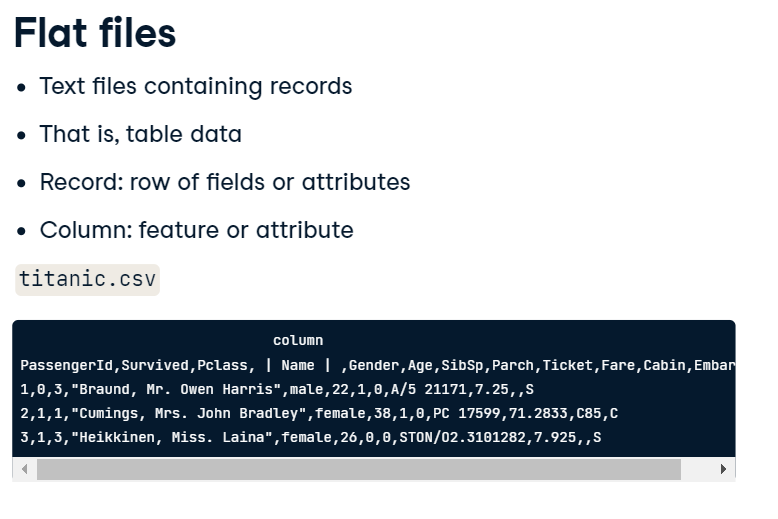 Flat files
• Text files containing records
• That is, table data
• Record: row of fields or attributes
• Column: feature or attribute
titanic.csv
column
PassengerId,Survived,Pclass, | Name | ,Gender,Age,SibSp,Parch,Ticket,Fare,Cabin,Embar
1,0,3,"Braund, Mr. Owen Harris",male,22,1,0,A/5 21171,7.25,,S
2,1,1,"Cumings, Mrs. John Bradley",female,38,1,0,PC 17599,71.2833,C85,C
3,1,3,"Heikkinen, Miss. Laina",female,26,0,0,STON/O2.3101282,7.925,,S